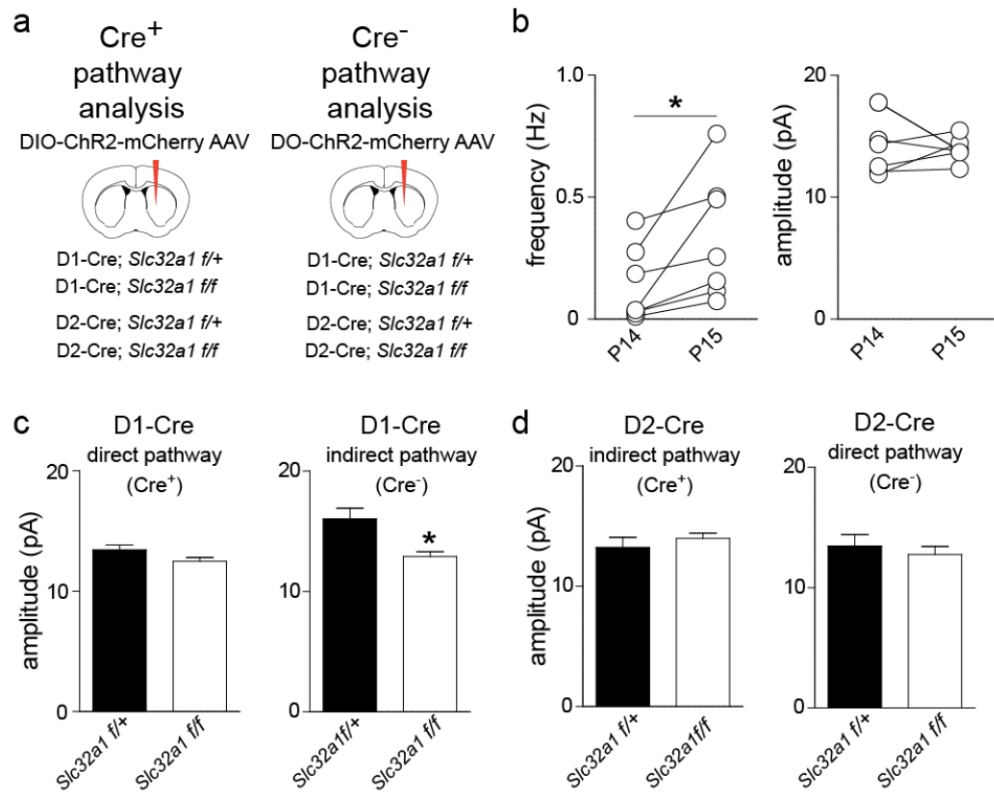 a
Cre⁺
pathway
analysis
DIO-ChR2-mCherry AAV
D1-Cre; Slc32a1 f/+
D1-Cre; Slc32a1 f/f
D2-Cre; Slc32a1 f/+
D2-Cre; Slc32a1 f/f
Cre⁻
pathway
analysis
DO-ChR2-mCherry AAV
D1-Cre; Slc32a1 f/+
D1-Cre; Slc32a1 f/f
D2-Cre; Slc32a1 f/+
D2-Cre; Slc32a1 f/f
b
frequency (Hz)
1.0
0.5
0
*
P14
P15
amplitude (pA)
20
10
0
P14
P15
c
D1-Cre
direct pathway
(Cre⁺)
amplitude (pA)
20
10
0
Slc32a1 f/+
Slc32a1 f/f
D1-Cre
indirect pathway
(Cre⁻)
20
10
0
*
Slc32a1f/+
Slc32a1 f/f
d
D2-Cre
indirect pathway
(Cre⁺)
amplitude (pA)
20
10
0
Slc32a1 f/+
Slc32a1f/f
D2-Cre
direct pathway
(Cre⁻)
20
10
0
Slc32a1 f/+
Slc32a1 f/f